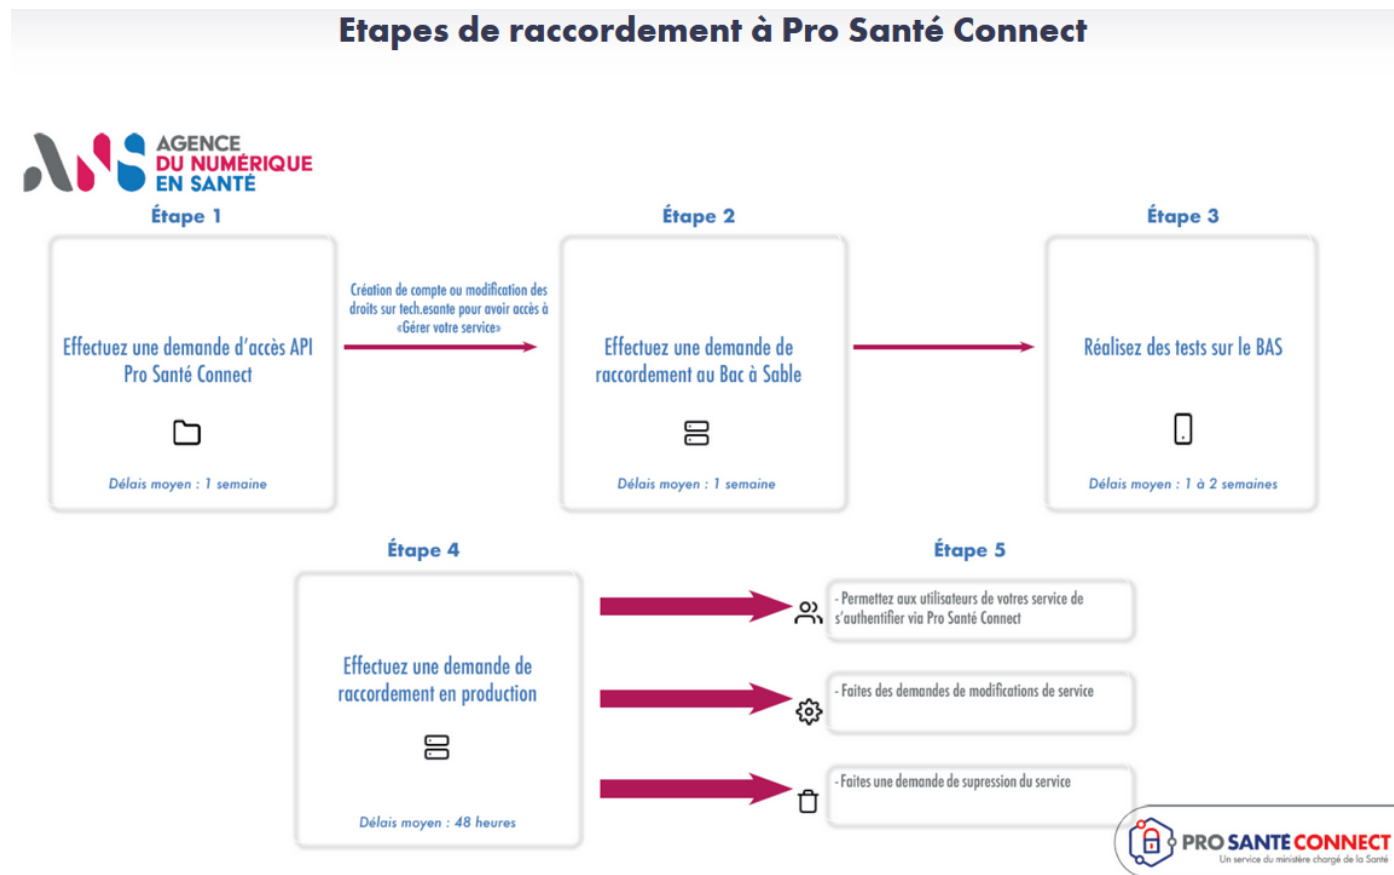 Etapes de raccordement à Pro Santé Connect
AGENCE
DU NUMÉRIQUE
EN SANTÉ
Étape 1
Effectuez une demande d'accès API
Pro Santé Connect
Délais moyen : 1 semaine
Création de compte ou modification des
droits sur tech.esante pour avoir accès à
«Gérer votre service»
Étape 2
Effectuez une demande de
raccordement au Bac à Sable
Délais moyen : 1 semaine
Étape 3
Réalisez des tests sur le BAS
Délais moyen : 1 à 2 semaines
Étape 4
Effectuez une demande de
raccordement en production
Délais moyen : 48 heures
Étape 5
- Permettez aux utilisateurs de votres service de
s'authentifier via Pro Santé Connect
- Faites des demandes de modifications de service
- Faites une demande de supression du service
PRO SANTÉ CONNECT
Un service du ministère chargé de la Santé